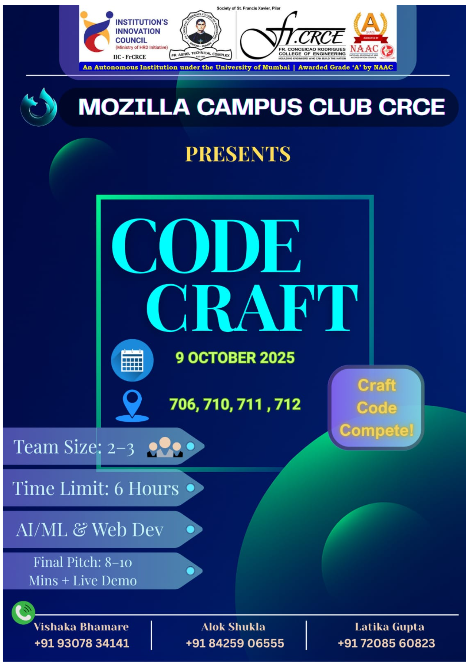 Society of St. Francis Xavier, Pilar
INSTITUTION'S
INNOVATION
COUNCIL
(Ministry of HRD Initiative)
IIC - FrCRCE
FR. AGNEL TECHNICAL COMPLEX
Fr. CRCE
FR. CONCEICAO RODRIGUES
COLLEGE OF ENGINEERING
A
NAAC
An Autonomous Institution under the University of Mumbai | Awarded Grade 'A' by NAAC
MOZILLA CAMPUS CLUB CRCE
PRESENTS
CODE
CRAFT
9 OCTOBER 2025
706, 710, 711 , 712
Craft
Code
Compete!
Team Size: 2–3
Time Limit: 6 Hours
AI/ML & Web Dev
Final Pitch: 8–10
Mins + Live Demo
Vishaka Bhamare
+91 93078 34141
Alok Shukla
+91 84259 06555
Latika Gupta
+91 72085 60823